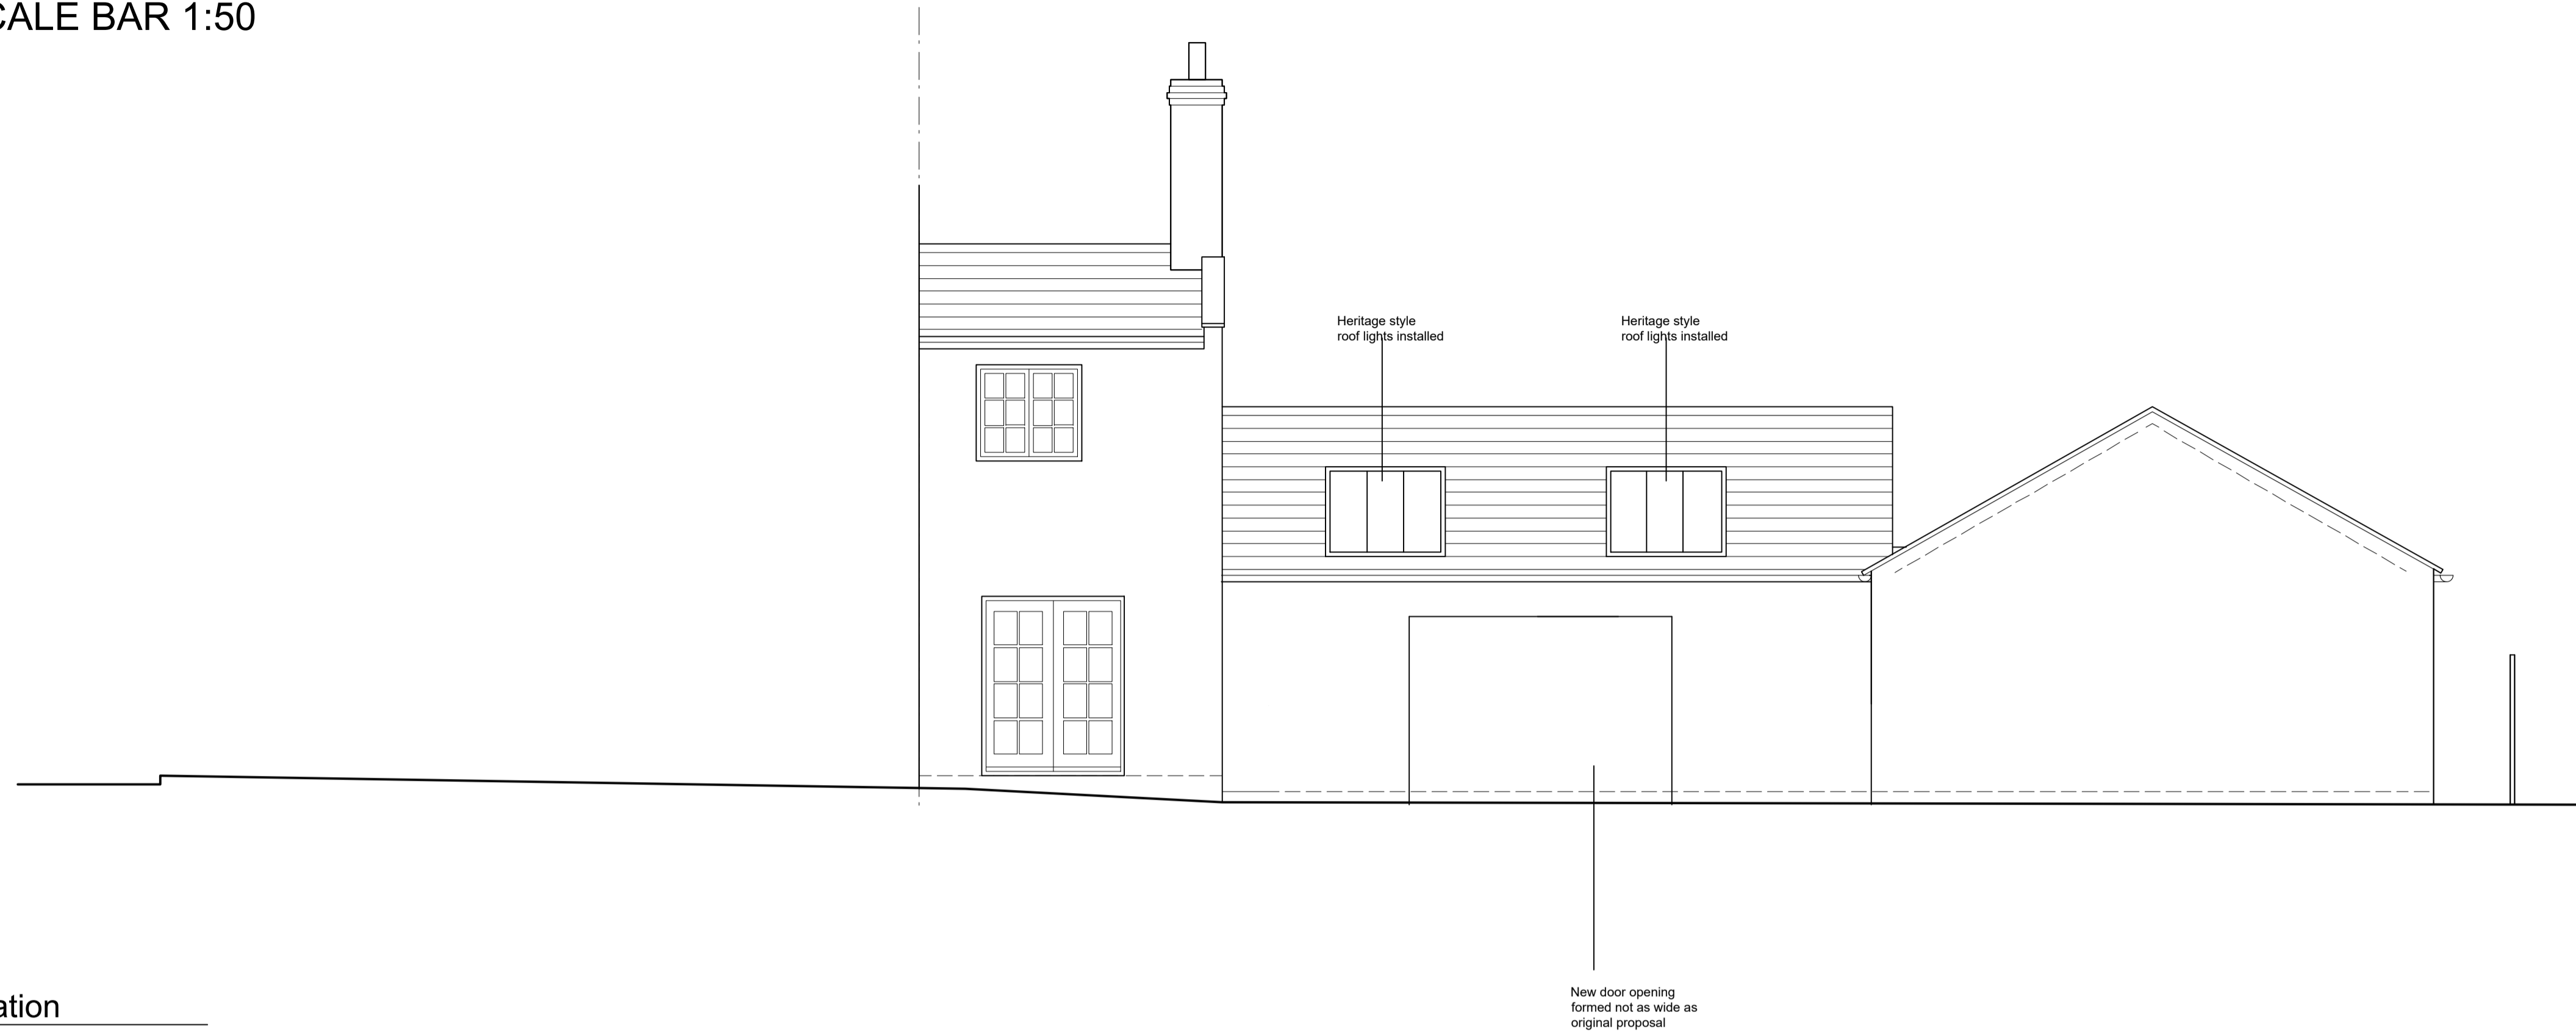 CALE BAR 1:50
Heritage style
roof lights installed
Heritage style
roof lights installed
New door opening
formed not as wide as
original proposal
ation